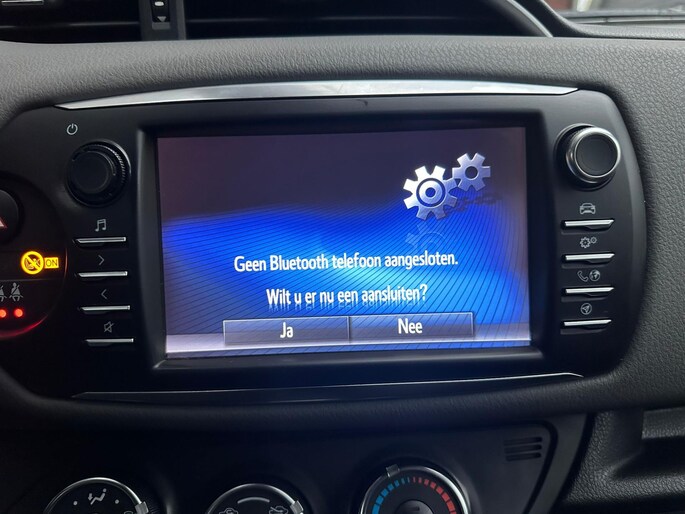 ON
Geen Bluetooth telefoon aangesloten.
Wilt u er nu een aansluiten?
Ja
Nee